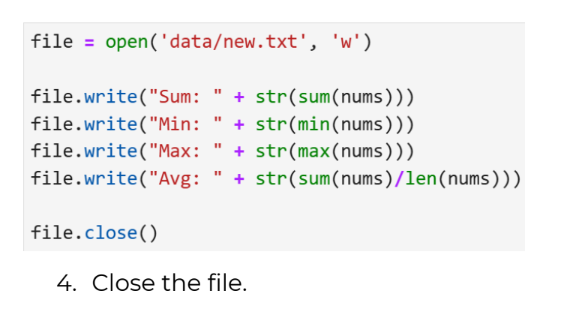 file = open('data/new.txt', 'w')
file.write("Sum: " + str(sum(nums)))
file.write("Min: " + str(min(nums)))
file.write("Max: " + str(max(nums)))
file.write("Avg: " + str(sum(nums)/len(nums)))
file.close()
4. Close the file.